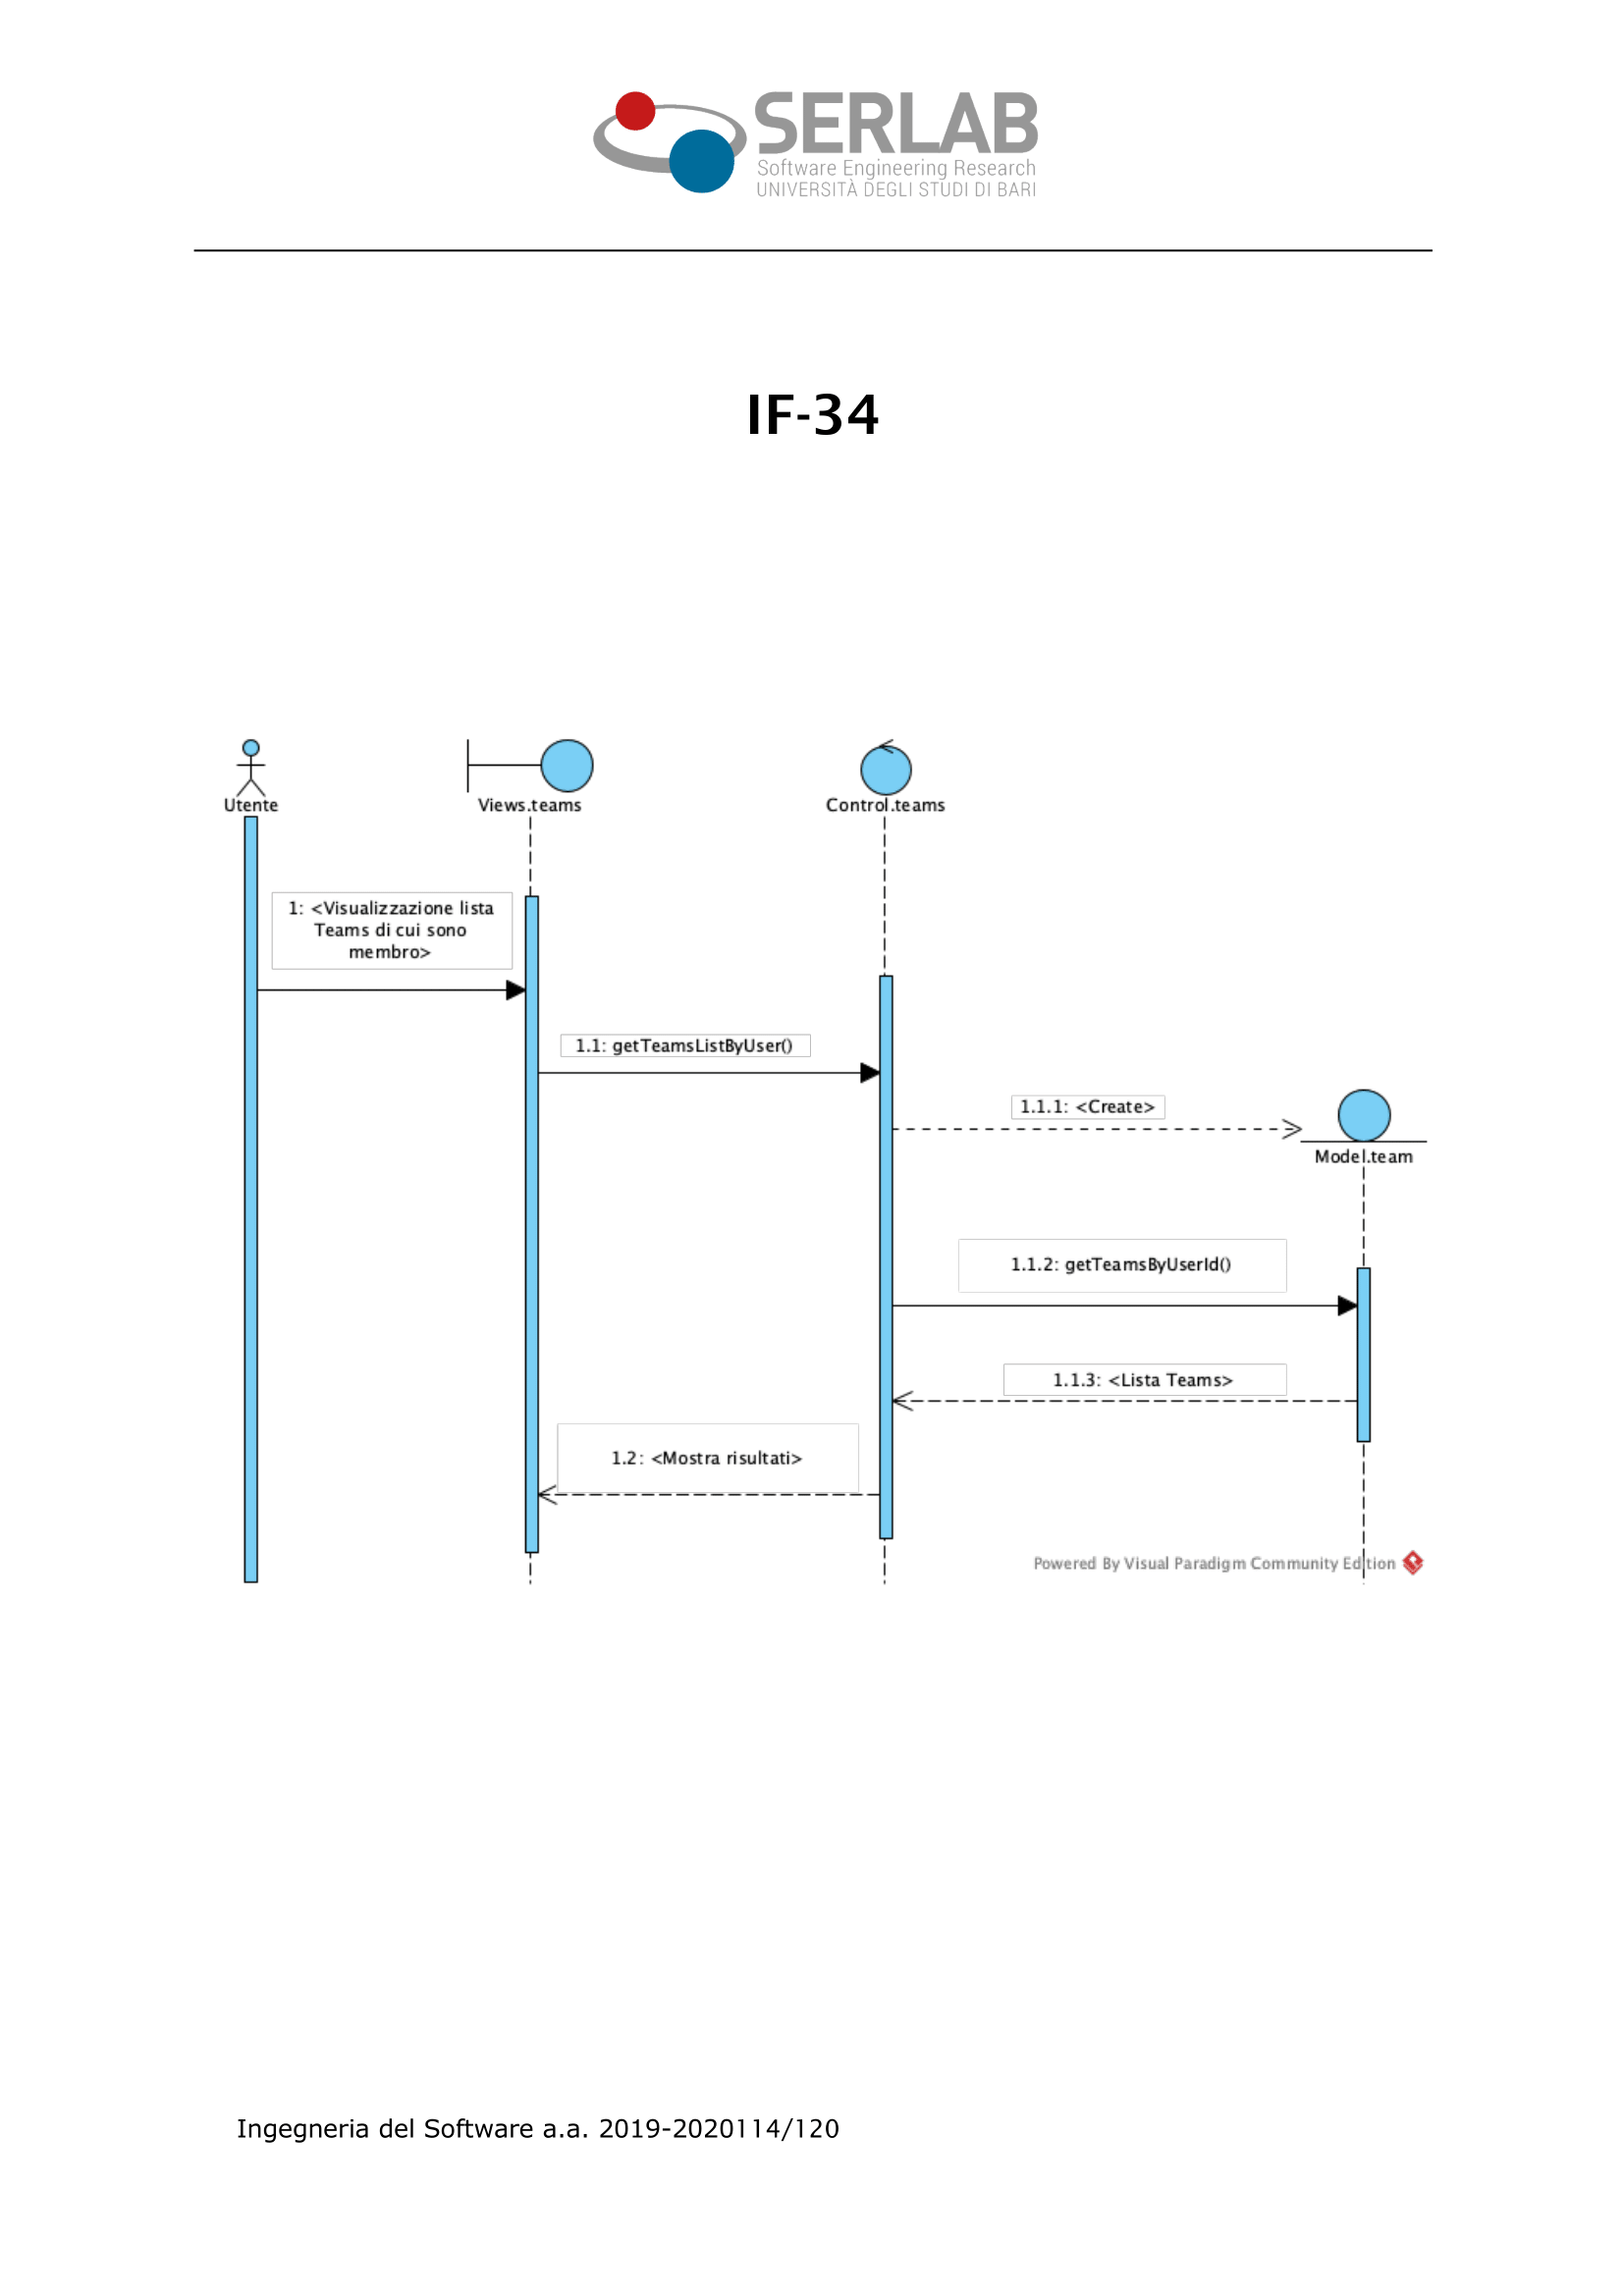 SERLAB
Software Engineering Research
UNIVERSITÀ DEGLI STUDI DI BARI
IF-34
Utente
Views.teams
Control.teams
1: <Visualizzazione lista
Teams di cui sono
membro>
1.1: getTeamsListByUser()
1.1.1: <Create>
Model.team
1.1.2: getTeamsByUserId()
1.1.3: <Lista Teams>
1.2: <Mostra risultati>
Powered By Visual Paradigm Community Edition
Ingegneria del Software a.a. 2019-2020114/120